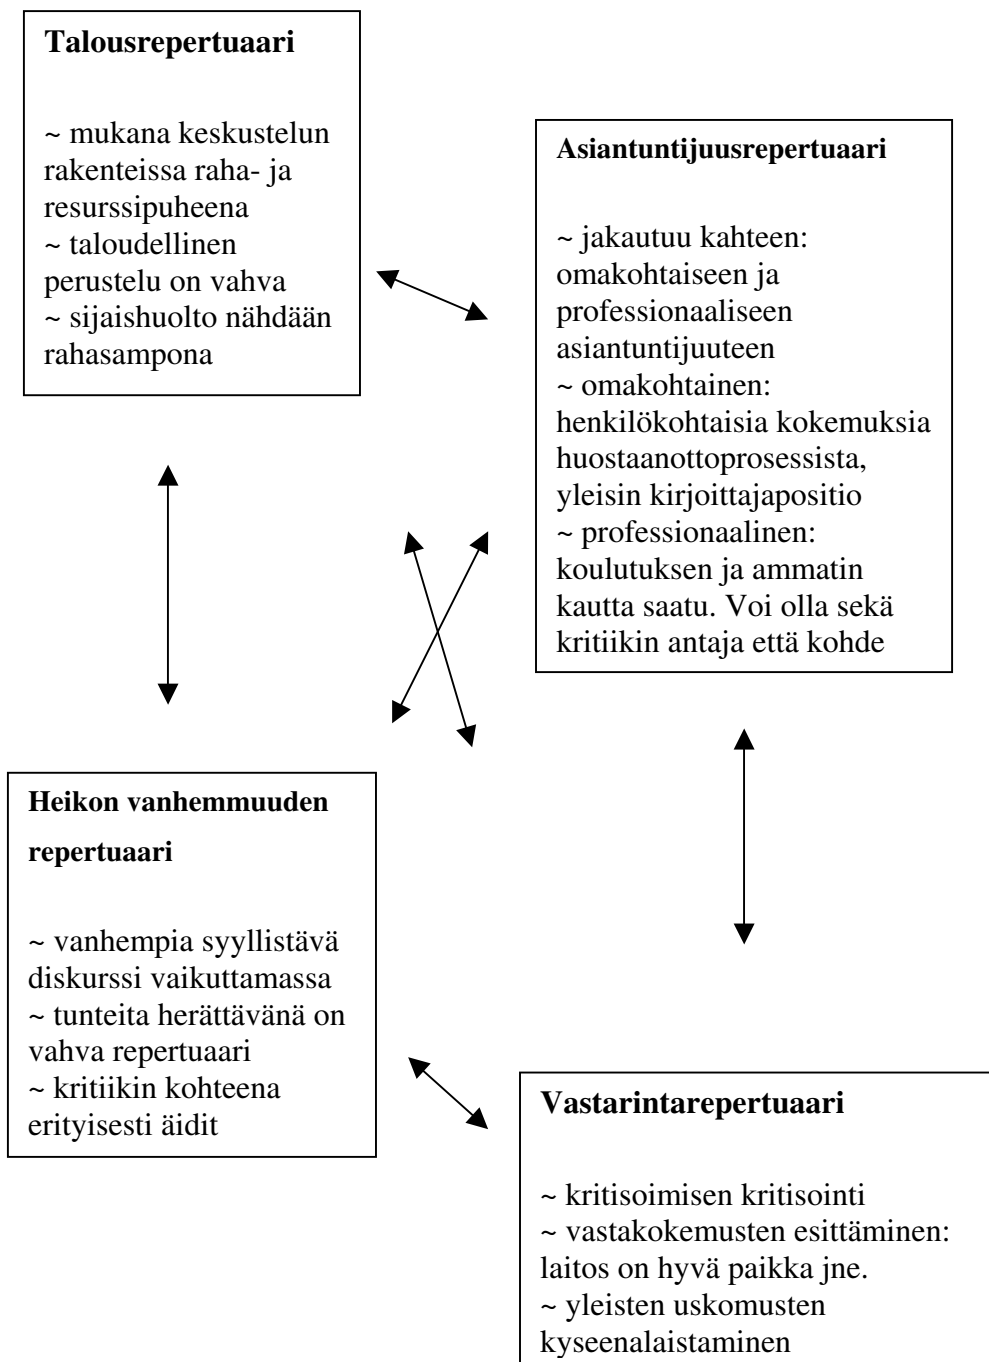 Talousrepertuaari
~ mukana keskustelun
rakenteissa raha- ja
resurssipuheena
~ taloudellinen
perustelu on vahva
~ sijaishuolto nähdään
rahasampona
Asiantuntijuusrepertuaari
~ jakautuu kahteen:
omakohtaiseen ja
professionaaliseen
asiantuntijuuteen
~ omakohtainen:
henkilökohtaisia kokemuksia
huostaanottoprosessista,
yleisin kirjoittajapositio
~ professionaalinen:
koulutuksen ja ammatin
kautta saatu. Voi olla sekä
kritiikin antaja että kohde
Heikon vanhemmuuden
repertuaari
~ vanhempia syyllistävä
diskurssi vaikuttamassa
~ tunteita herättävänä on
vahva repertuaari
~ kritiikin kohteena
erityisesti äidit
Vastarintarepertuaari
~ kritisoimisen kritisointi
~ vastakokemusten esittäminen:
laitos on hyvä paikka jne.
~ yleisten uskomusten
kyseenalaistaminen